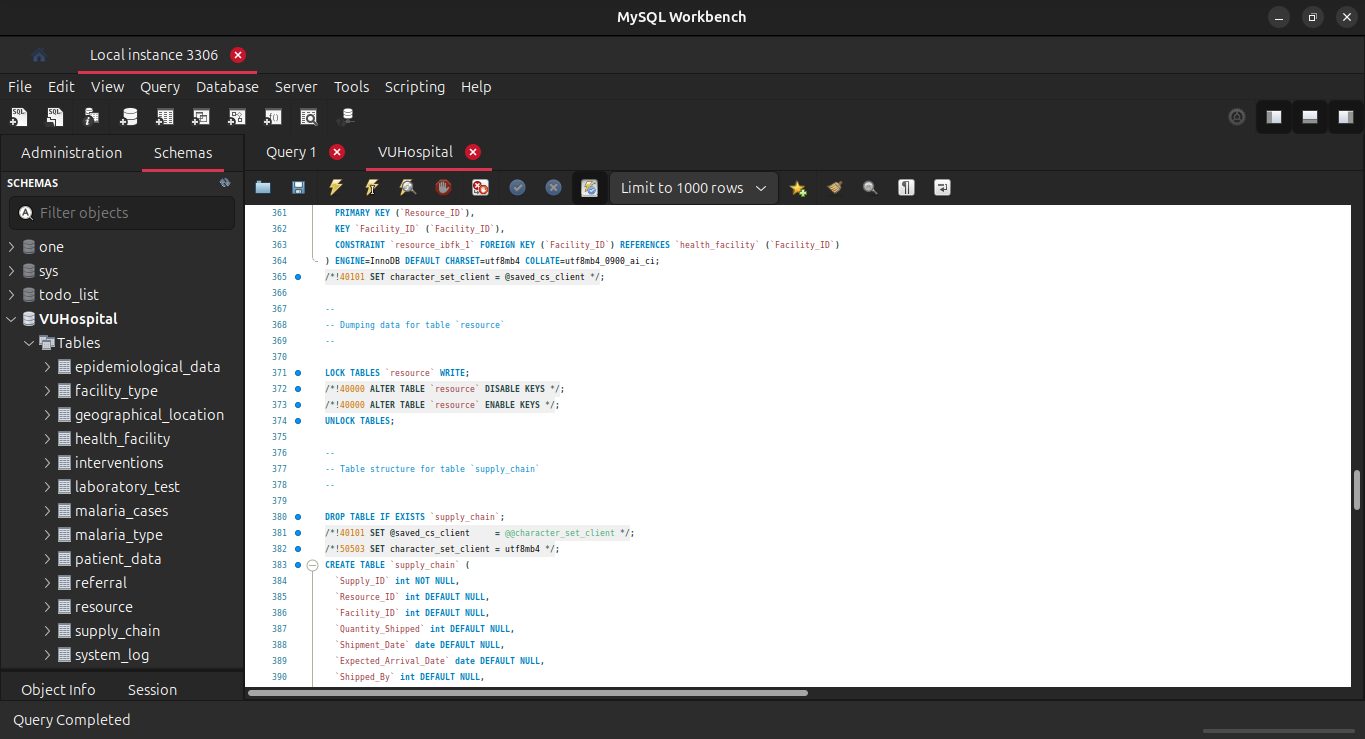 MySQL Workbench
Local instance 3306
File Edit View Query Database Server Tools Scripting Help
Administration Schemas
Query 1 VUHospital
SCHEMAS
Limit to 1000 rows
Filter objects
one
sys
todo_list
VUHospital
Tables
epidemiological_data
facility_type
geographical_location
health_facility
interventions
laboratory_test
malaria_cases
malaria_type
patient_data
referral
resource
supply_chain
system_log
Object Info Session
361 PRIMARY KEY (`Resource_ID`),
362 KEY `Facility_ID` (`Facility_ID`),
363 CONSTRAINT `resource_ibfk_1` FOREIGN KEY (`Facility_ID`) REFERENCES `health_facility` (`Facility_ID`)
364 ) ENGINE=InnoDB DEFAULT CHARSET=utf8mb4 COLLATE=utf8mb4_0900_ai_ci;
365 /*!40101 SET character_set_client = @saved_cs_client */;
366
367 --
368 -- Dumping data for table `resource`
369 --
370
371 LOCK TABLES `resource` WRITE;
372 /*!40000 ALTER TABLE `resource` DISABLE KEYS */;
373 /*!40000 ALTER TABLE `resource` ENABLE KEYS */;
374 UNLOCK TABLES;
375
376 --
377 -- Table structure for table `supply_chain`
378 --
379
380 DROP TABLE IF EXISTS `supply_chain`;
381 /*!40101 SET @saved_cs_client     = @@character_set_client */;
382 /*!50503 SET character_set_client = utf8mb4 */;
383 CREATE TABLE `supply_chain` (
384 `Supply_ID` int NOT NULL,
385 `Resource_ID` int DEFAULT NULL,
386 `Facility_ID` int DEFAULT NULL,
387 `Quantity_Shipped` int DEFAULT NULL,
388 `Shipment_Date` date DEFAULT NULL,
389 `Expected_Arrival_Date` date DEFAULT NULL,
390 `Shipped_By` int DEFAULT NULL,
Query Completed